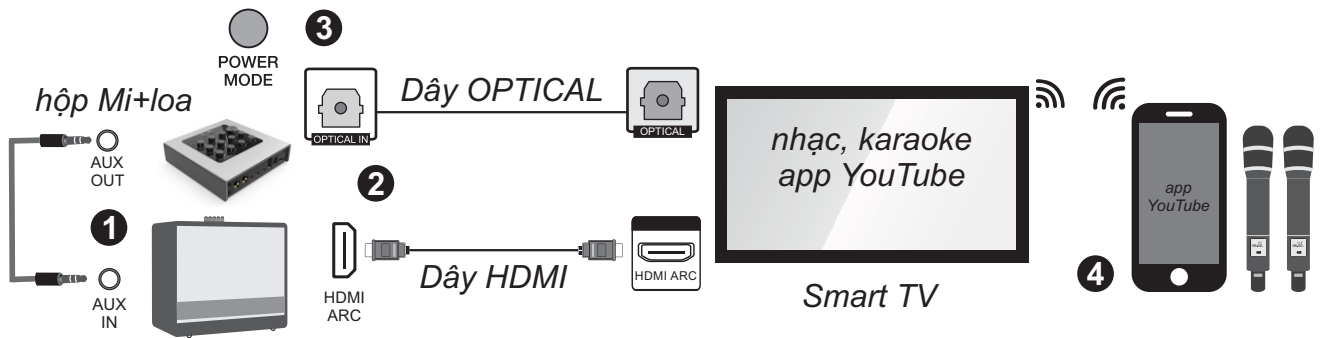 3
POWER
MODE
hộp Mi+loa
AUX
OUT
1
AUX
IN
OPTICAL IN
Dây OPTICAL
OPTICAL
2
HDMI
ARC
Dây HDMI
HDMI ARC
nhạc, karaoke
app YouTube
Smart TV
app
YouTube
4